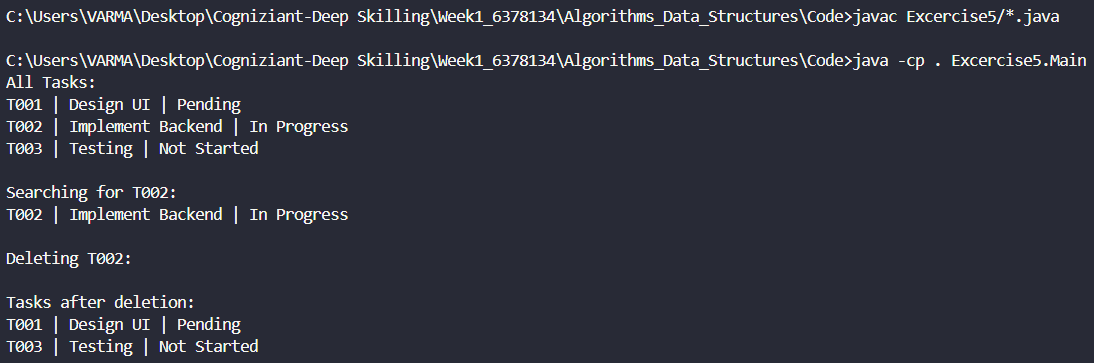 C:\Users\VARMA\Desktop\Cogniziant-Deep Skilling\Week1_6378134\Algorithms_Data_Structures\Code>javac Excercise5/*.java
C:\Users\VARMA\Desktop\Cogniziant-Deep Skilling\Week1_6378134\Algorithms_Data_Structures\Code>java -cp . Excercise5.Main
All Tasks:
T001 | Design UI | Pending
T002 | Implement Backend | In Progress
T003 | Testing | Not Started
Searching for T002:
T002 | Implement Backend | In Progress
Deleting T002:
Tasks after deletion:
T001 | Design UI | Pending
T003 | Testing | Not Started